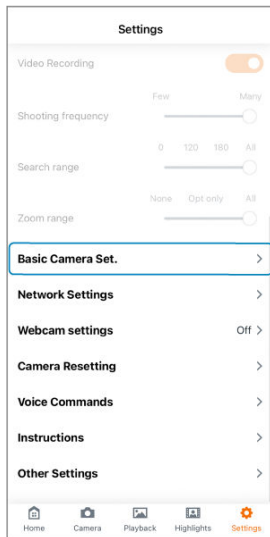 Settings
Video Recording
Few Many
Shooting frequency
0 120 180 All
Search range
None Opt only All
Zoom range
Basic Camera Set.
Network Settings
Webcam settings Off
Camera Resetting
Voice Commands
Instructions
Other Settings
Home Camera Playback Highlights Settings